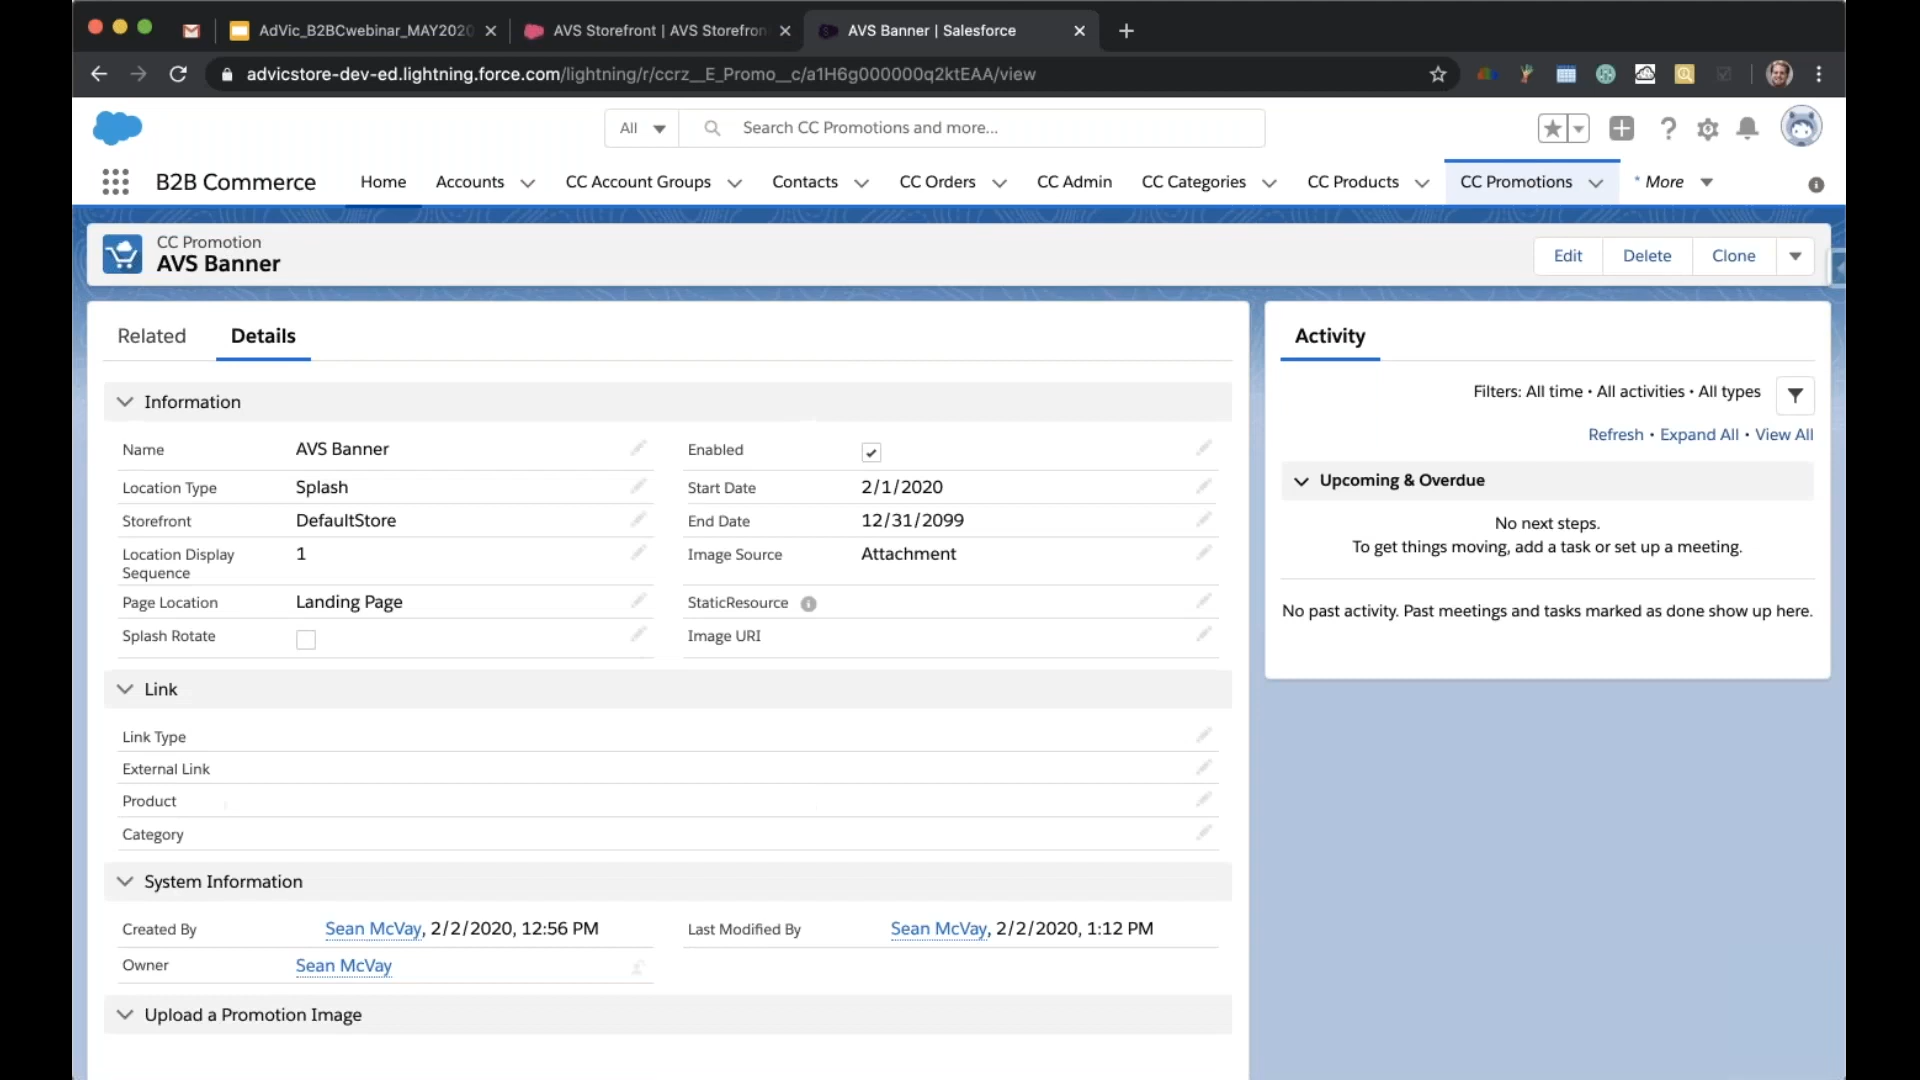 AdVic_B2BCwebinar_MAY2020
AVS Storefront | AVS Storefron
AVS Banner | Salesforce
advicstore-dev-ed.lightning.force.com/lightning/r/ccrz__E_Promo__c/a1H6g000000q2ktEAA/view
All
Search CC Promotions and more...
B2B Commerce
Home
Accounts
CC Account Groups
Contacts
CC Orders
CC Admin
CC Categories
CC Products
CC Promotions
* More
CC Promotion
AVS Banner
Edit
Delete
Clone
Related
Details
Information
Name
AVS Banner
Enabled
Location Type
Splash
Start Date
2/1/2020
Storefront
DefaultStore
End Date
12/31/2099
Location Display
Sequence
1
Image Source
Attachment
Page Location
Landing Page
StaticResource
Splash Rotate
Image URI
Link
Link Type
External Link
Product
Category
System Information
Created By
Sean McVay, 2/2/2020, 12:56 PM
Last Modified By
Sean McVay, 2/2/2020, 1:12 PM
Owner
Sean McVay
Upload a Promotion Image
Activity
Filters: All time • All activities • All types
Refresh • Expand All • View All
Upcoming & Overdue
No next steps.
To get things moving, add a task or set up a meeting.
No past activity. Past meetings and tasks marked as done show up here.